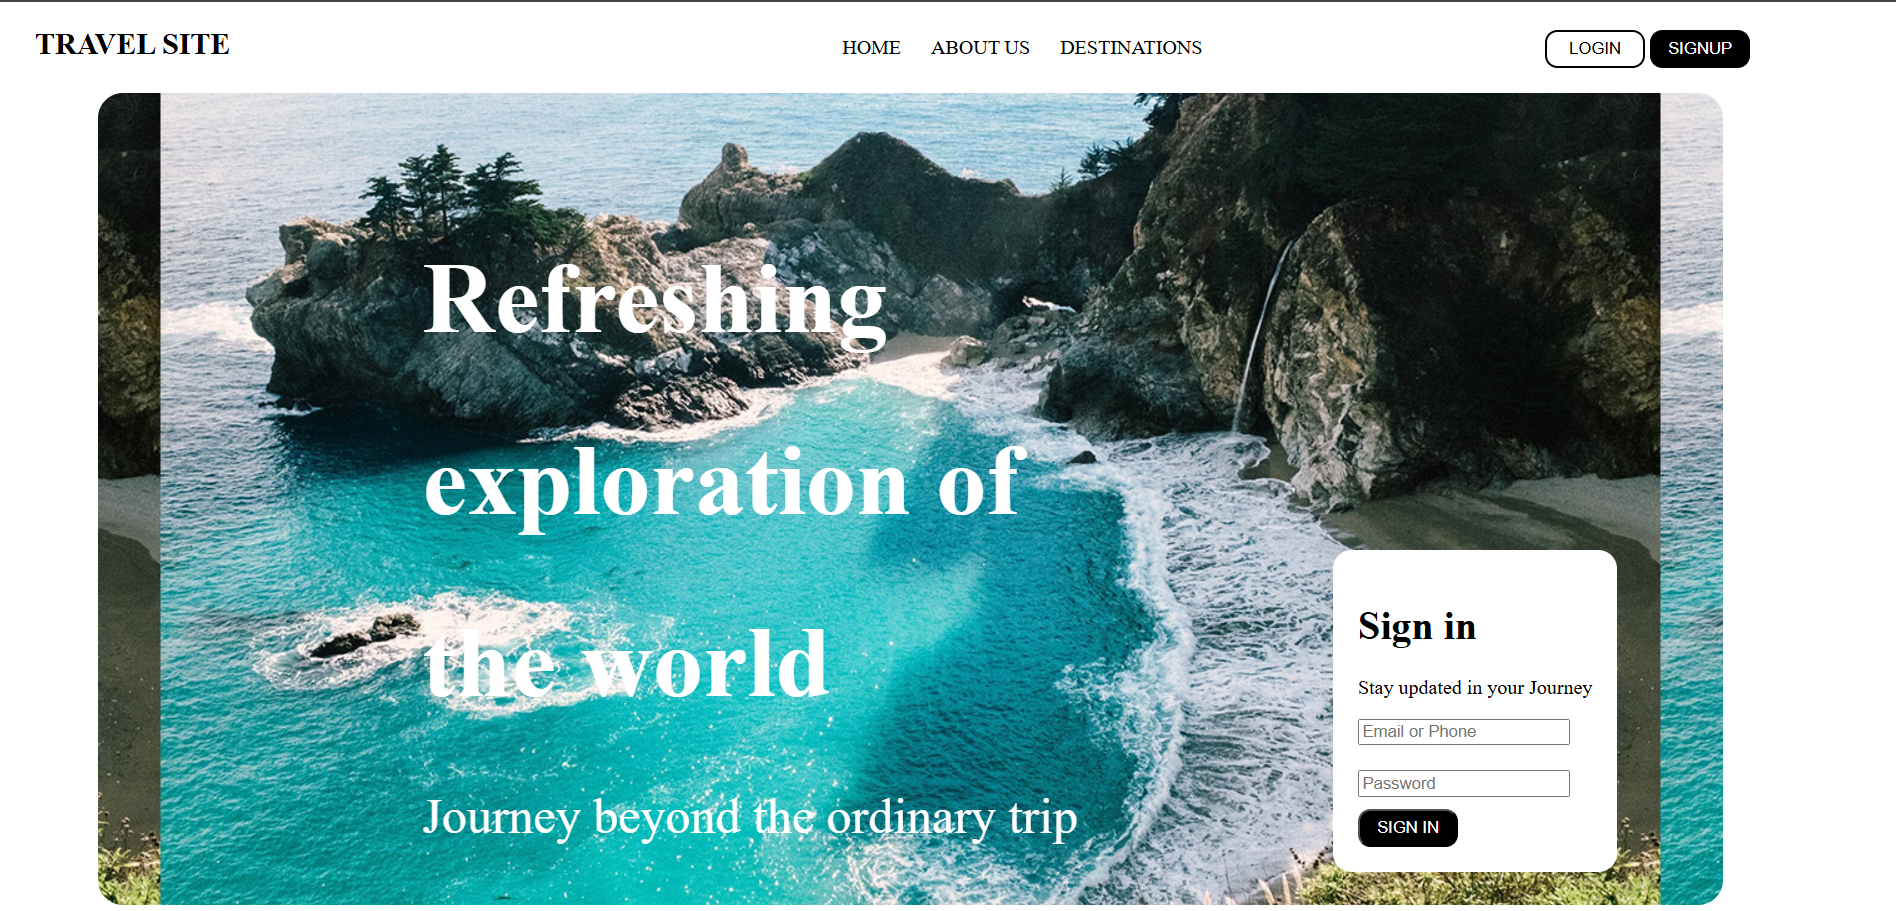 TRAVEL SITE
HOME ABOUT US DESTINATIONS
LOGIN SIGNUP
Refreshing
exploration of
the world
Journey beyond the ordinary trip
Sign in
Stay updated in your Journey
Email or Phone
Password
SIGN IN